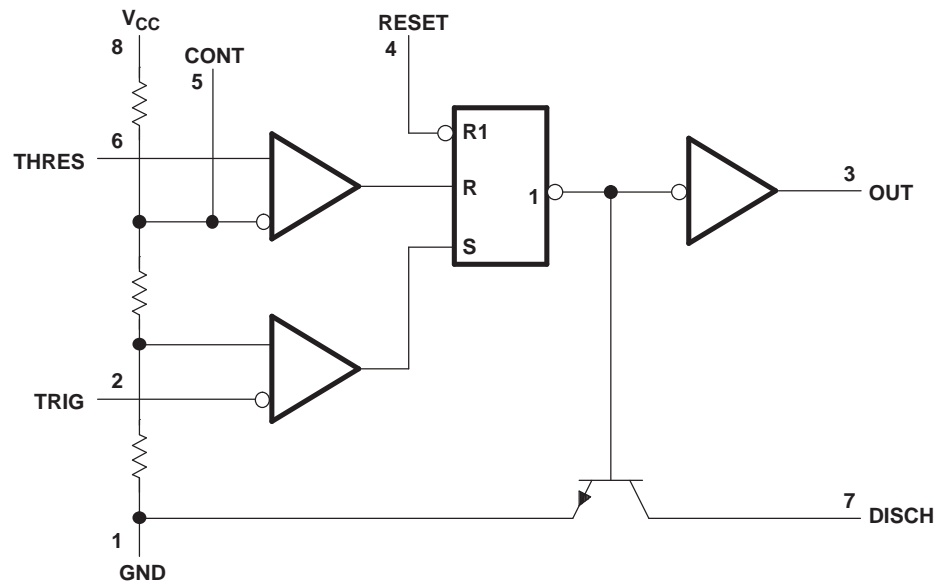 VCC
8
CONT
5
RESET
4
6
THRES
R1
R
1
S
3
OUT
2
TRIG
7
DISCH
1
GND